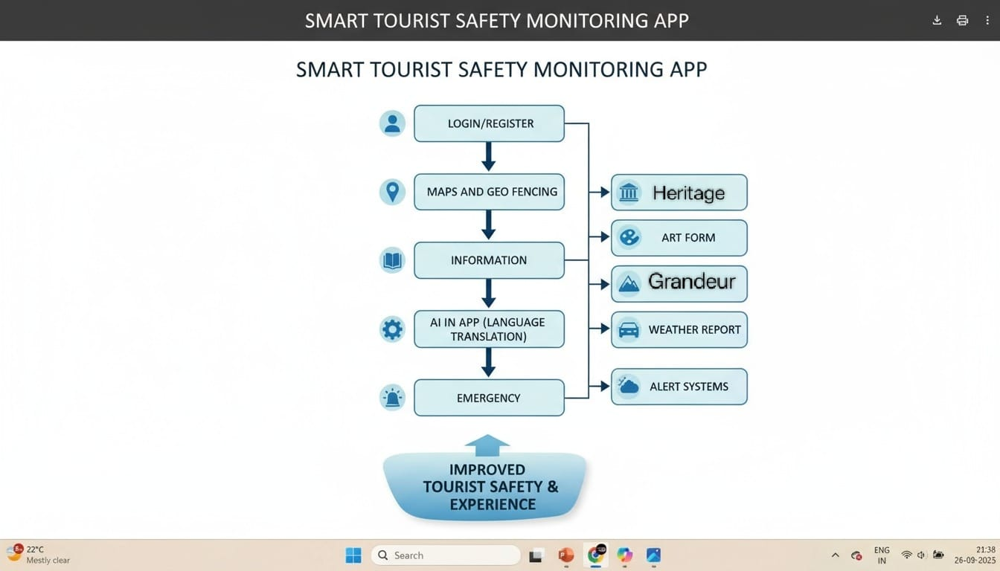 SMART TOURIST SAFETY MONITORING APP
SMART TOURIST SAFETY MONITORING APP
LOGIN/REGISTER
MAPS AND GEO FENCING
Heritage
ART FORM
INFORMATION
Grandeur
AI IN APP (LANGUAGE
TRANSLATION)
WEATHER REPORT
EMERGENCY
ALERT SYSTEMS
IMPROVED
TOURIST SAFETY &
EXPERIENCE
22°C
Mestly clear
Search
ENG
IN
21:38
26-09-2025